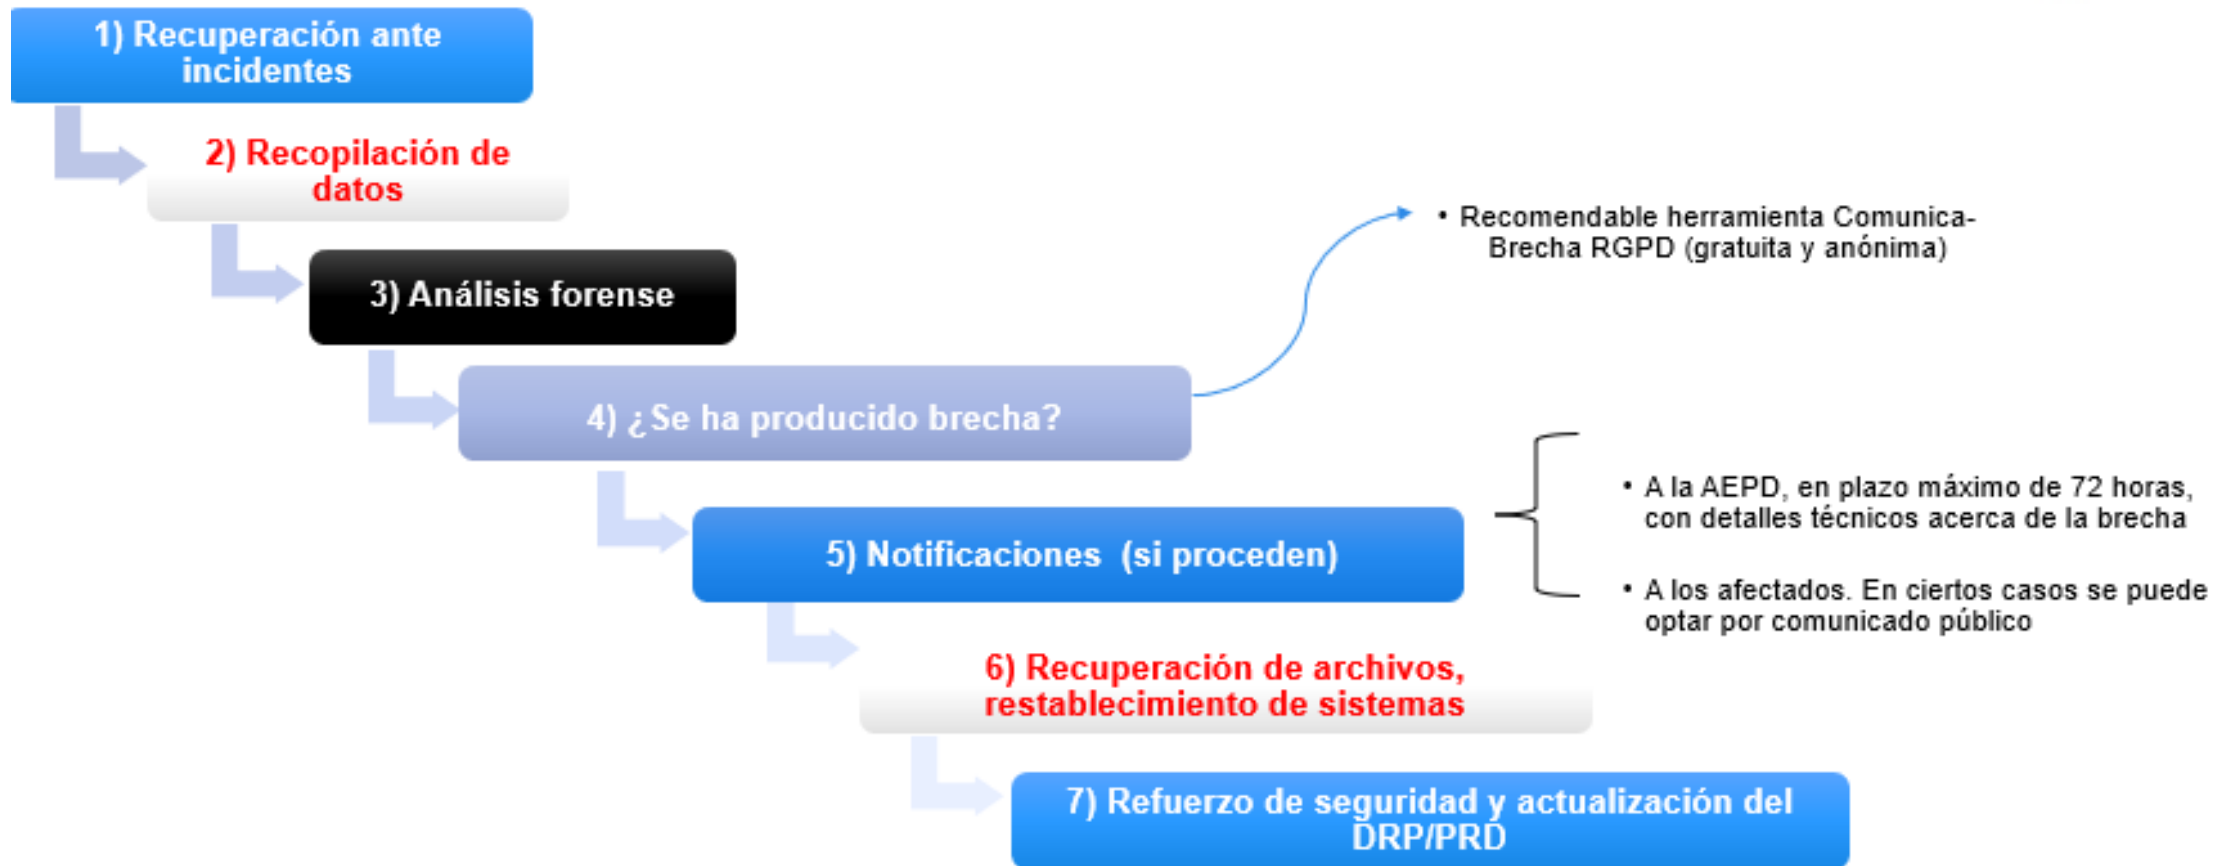 1) Recuperación ante
incidentes
2) Recopilación de
datos
3) Análisis forense
4) ¿Se ha producido brecha?
• Recomendable herramienta Comunica-
Brecha RGPD (gratuita y anónima)
5) Notificaciones (si proceden)
• A la AEPD, en plazo máximo de 72 horas,
con detalles técnicos acerca de la brecha
• A los afectados. En ciertos casos se puede
optar por comunicado público
6) Recuperación de archivos,
restablecimiento de sistemas
7) Refuerzo de seguridad y actualización del
DRP/PRD